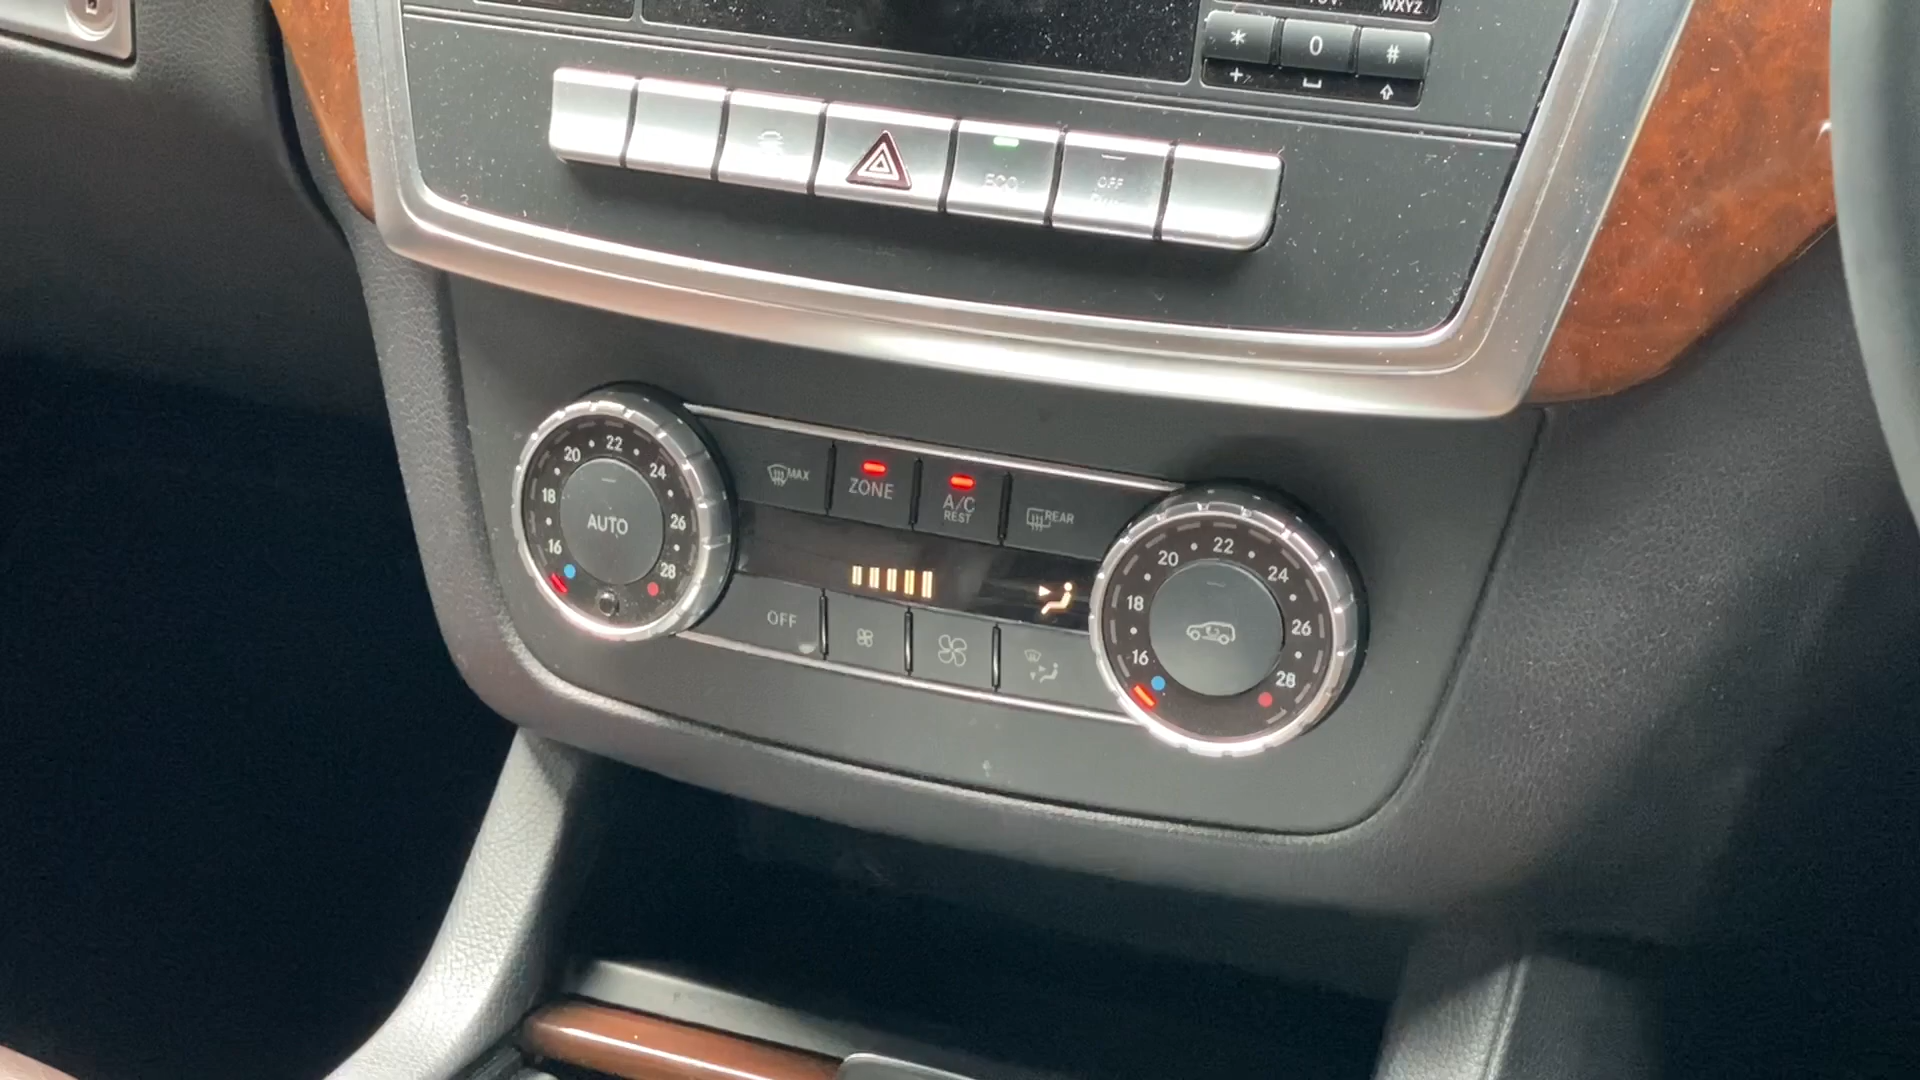 WXYZ
* 0 #
+
ECO
OFF
MAX
ZONE
A/C
REST
REAR
16 18 20 22 24 26 28
AUTO
OFF
16 18 20 22 24 26 28